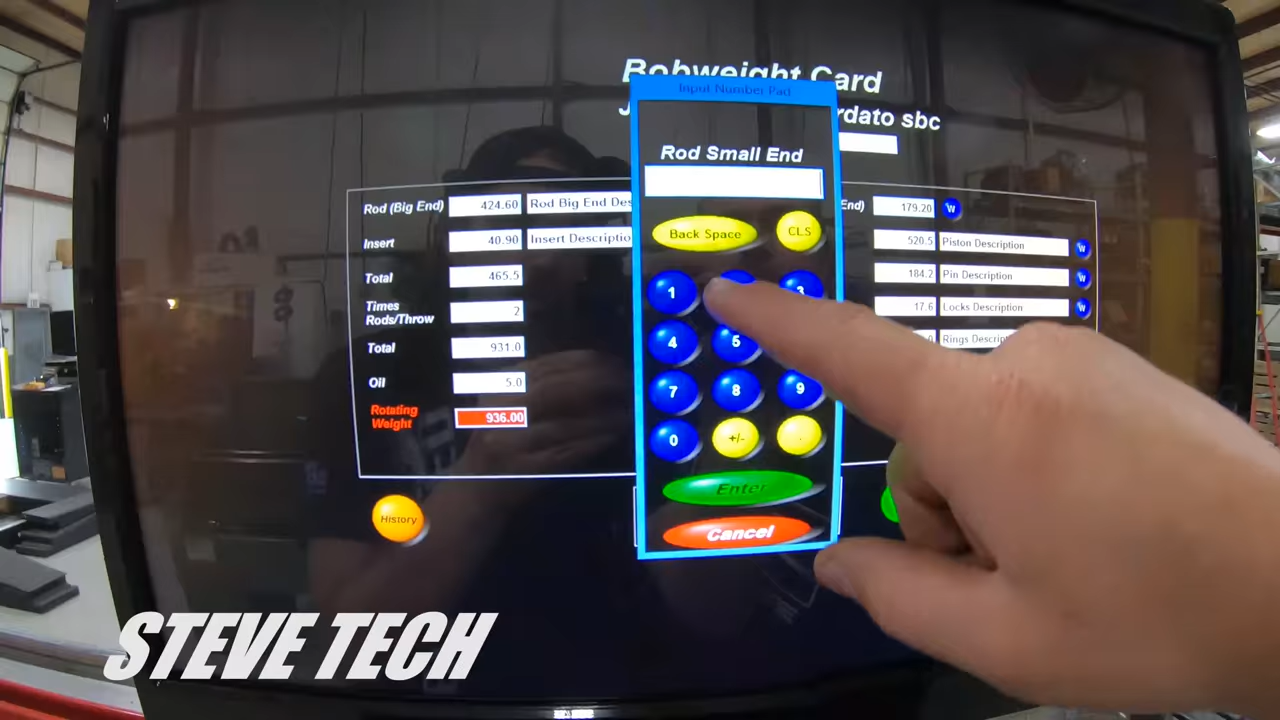 Bobweight Card
rdato sbc
Input Number Pad
Rod Small End
Back Space
CLS
1
3
4
5
7
8
9
0
+/-
.
Enter
Cancel
Rod (Big End) 424.60 Rod Big End Des
Insert 40.90 Insert Descriptio
Total 465.5
Times
Rods/Throw 2
Total 931.0
Oil 5.0
Rotating
Weight 936.00
End) 179.20 W
520.5 Piston Description W
184.2 Pin Description W
17.6 Locks Description W
Rings Descrip
History
STEVE TECH